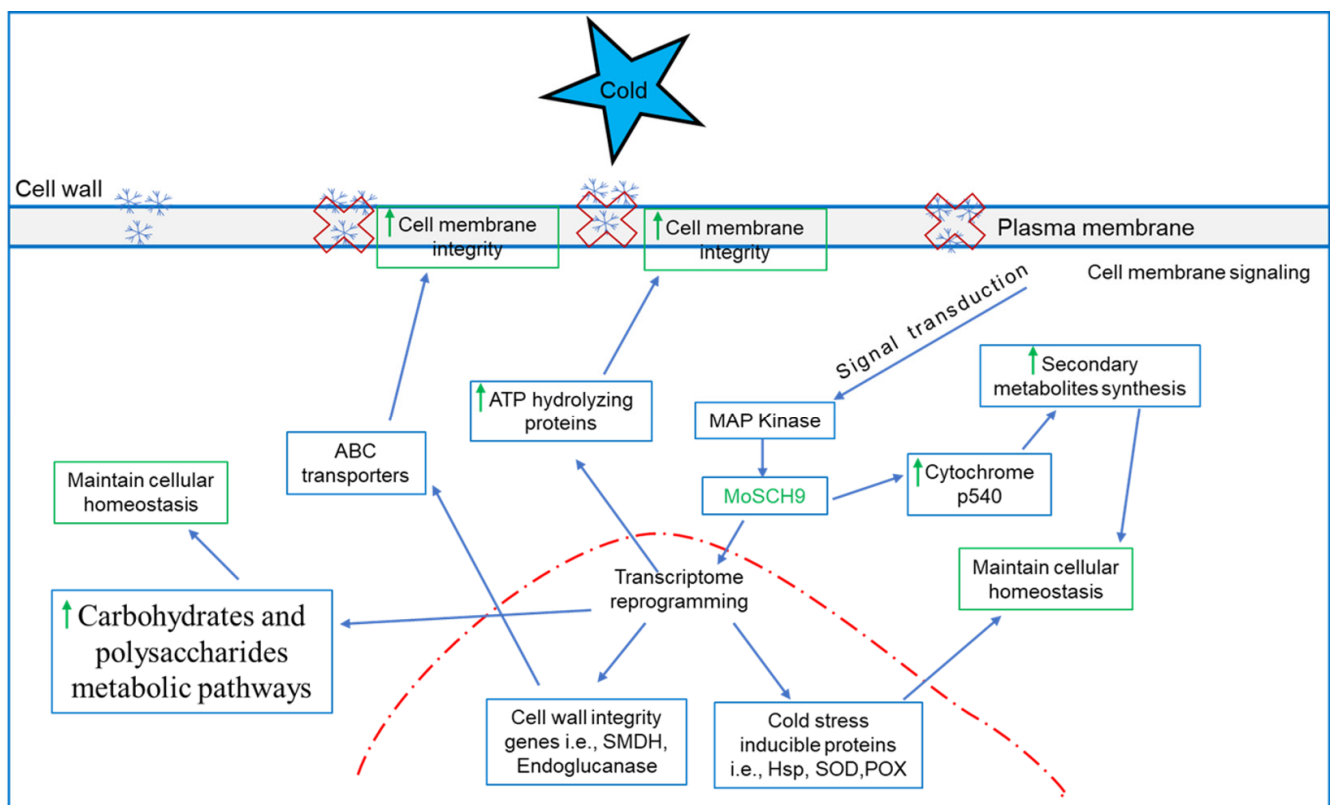 Cold
Cell wall
Cell membrane
integrity
Cell membrane
integrity
Plasma membrane
Cell membrane signaling
Signal transduction
Secondary
metabolites synthesis
ATP hydrolyzing
proteins
MAP Kinase
ABC
transporters
Maintain cellular
homeostasis
MoSCH9
Cytochrome
p540
Transcriptome
reprogramming
Maintain cellular
homeostasis
Carbohydrates and
polysaccharides
metabolic pathways
Cell wall integrity
genes i.e., SMDH,
Endoglucanase
Cold stress
inducible proteins
i.e., Hsp, SOD,POX